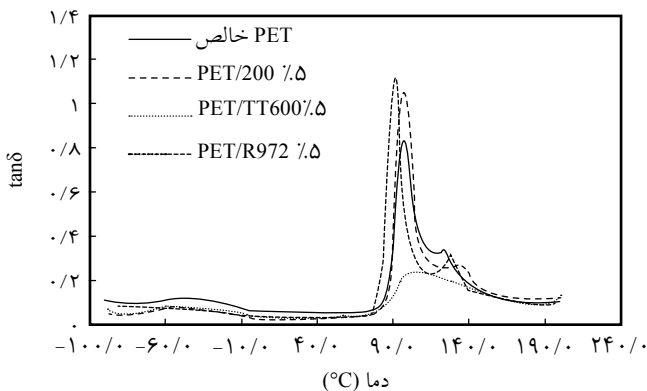 ۱/۴
۱/۲
۱
۰/۸
۰/۶
۰/۴
۰/۲
۰
tanδ
PET خالص
PET/200 ٪۵
PET/TT600٪۵
PET/R972 ٪۵
−۱۰۰/۰ −۶۰/۰ −۱۰/۰ ۴۰/۰ ۹۰/۰ ۱۴۰/۰ ۱۹۰/۰ ۲۴۰/۰
دما (°C)